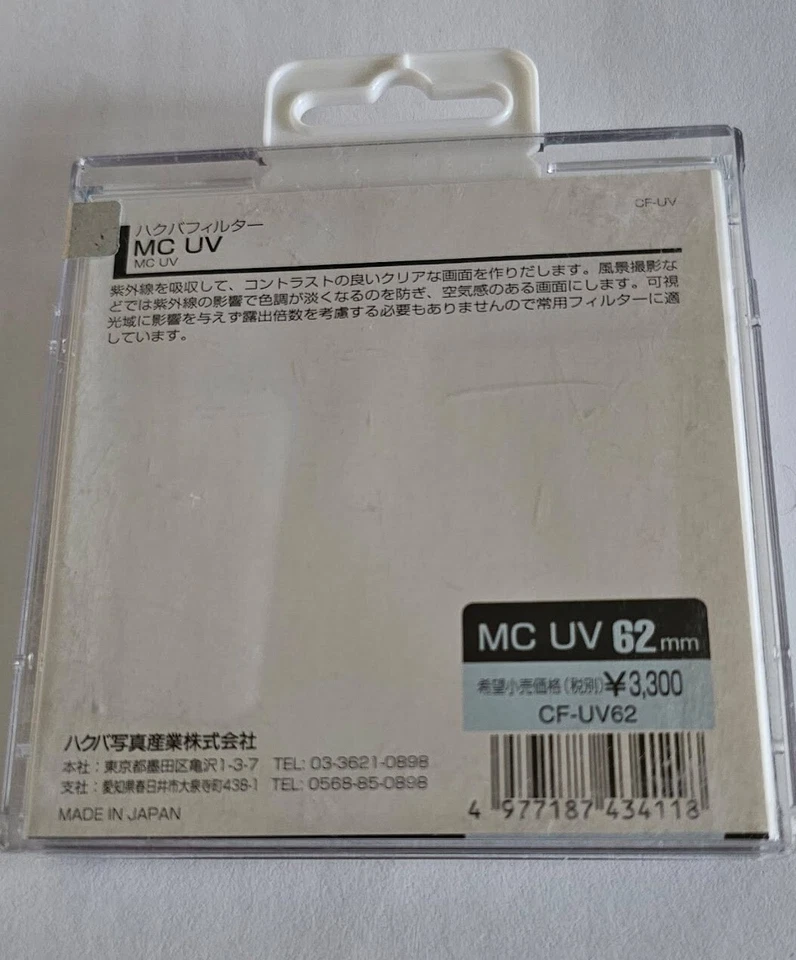 CF-UV
ハクバフィルター
MC UV
MC UV
紫外線を吸収して、コントラストの良いクリアな画面を作りだします。風景撮影な
どでは紫外線の影響で色調が淡くなるのを防ぎ、空気感のある画面にします。可視
光域に影響を与えず露出倍数を考慮する必要もありませんので常用フィルターに適
しています。
MC UV 62mm
希望小売価格(税別)¥3,300
CF-UV62
4 977187 434118
ハクバ写真産業株式会社
本社：東京都墨田区亀沢1-3-7 TEL: 03-3621-0898
支社：愛知県春日井市大泉寺町438-1 TEL: 0568-85-0898
MADE IN JAPAN